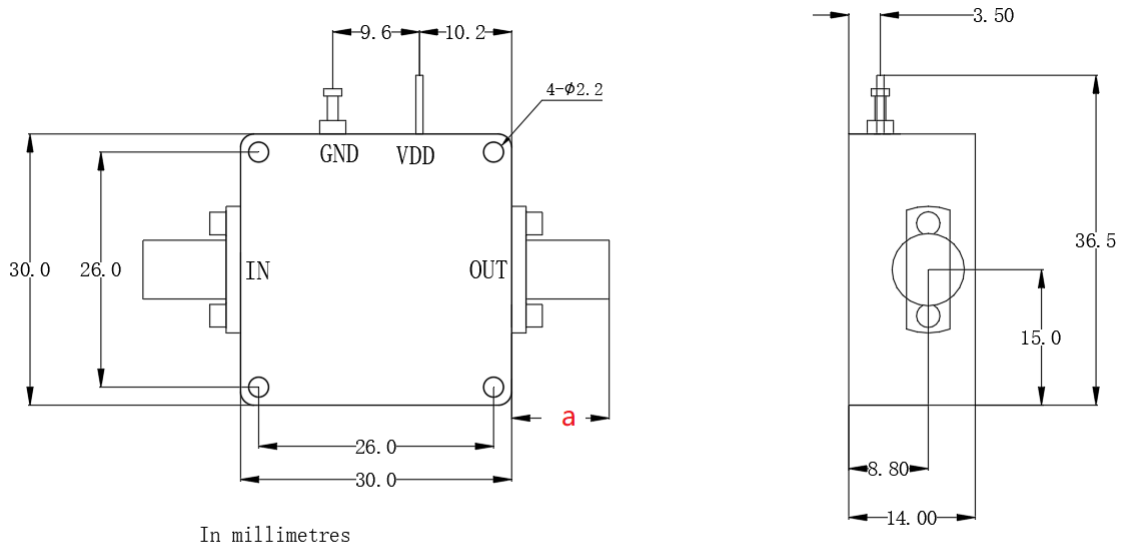 9.6
10.2
3.50
4-ϕ2.2
GND
VDD
30.0
26.0
IN
OUT
36.5
15.0
a
26.0
30.0
8.80
14.00
In millimetres